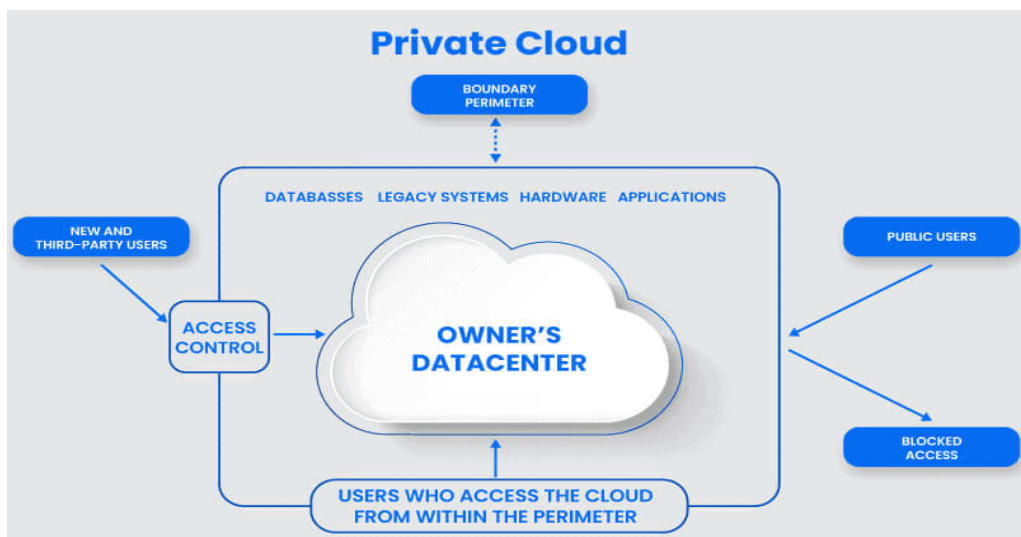 Private Cloud
BOUNDARY
PERIMETER
DATABASSES LEGACY SYSTEMS HARDWARE APPLICATIONS
NEW AND
THIRD-PARTY USERS
PUBLIC USERS
ACCESS
CONTROL
OWNER'S
DATACENTER
BLOCKED
ACCESS
USERS WHO ACCESS THE CLOUD
FROM WITHIN THE PERIMETER